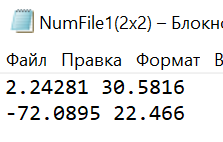 NumFile1(2x2) – Блокно
Файл Правка Формат В
2.24281 30.5816
-72.0895 22.466